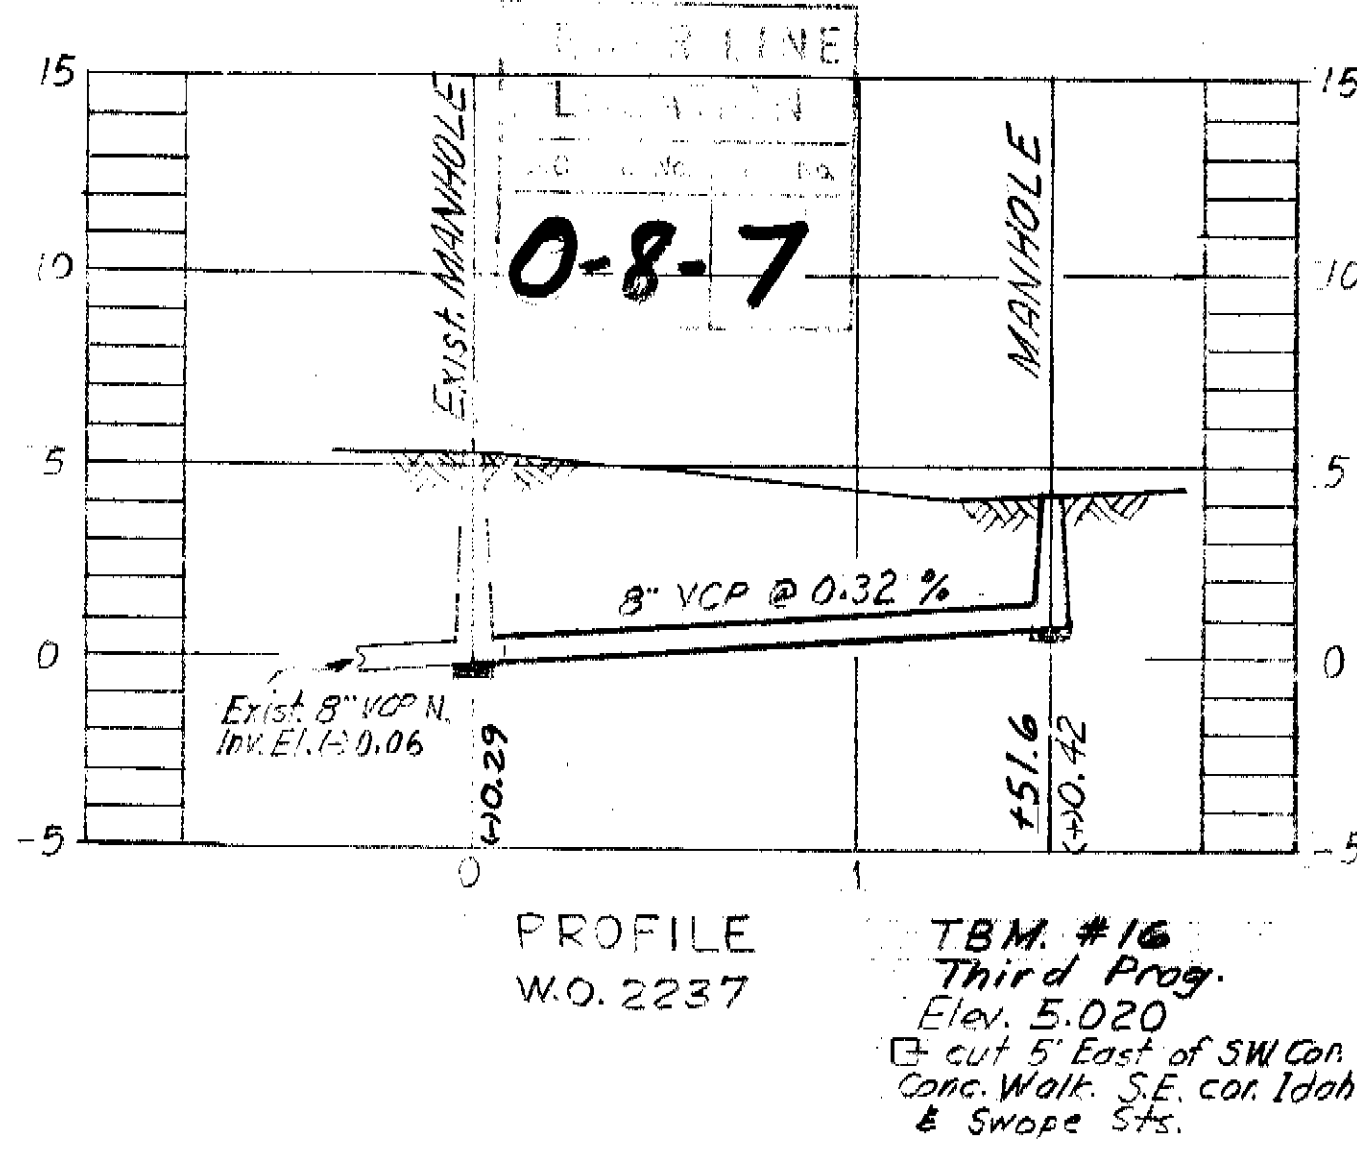 LINE
15
15
Exist. MANHOLE
MANHOLE
0-8-7
10
10
5
5
8" VCP @ 0.32 %
0
0
Exist. 8" VCP N.
Inv. El. (-) 0.06
(-)0.29
+51.6
(+)0.42
-5
-5
0
1
PROFILE
W.O. 2237
TBM. #16
Third Prog.
Elev. 5.020
cut 5' East of SW Cor.
Conc. Walk. S.E. cor. Idah
& Swope Sts.